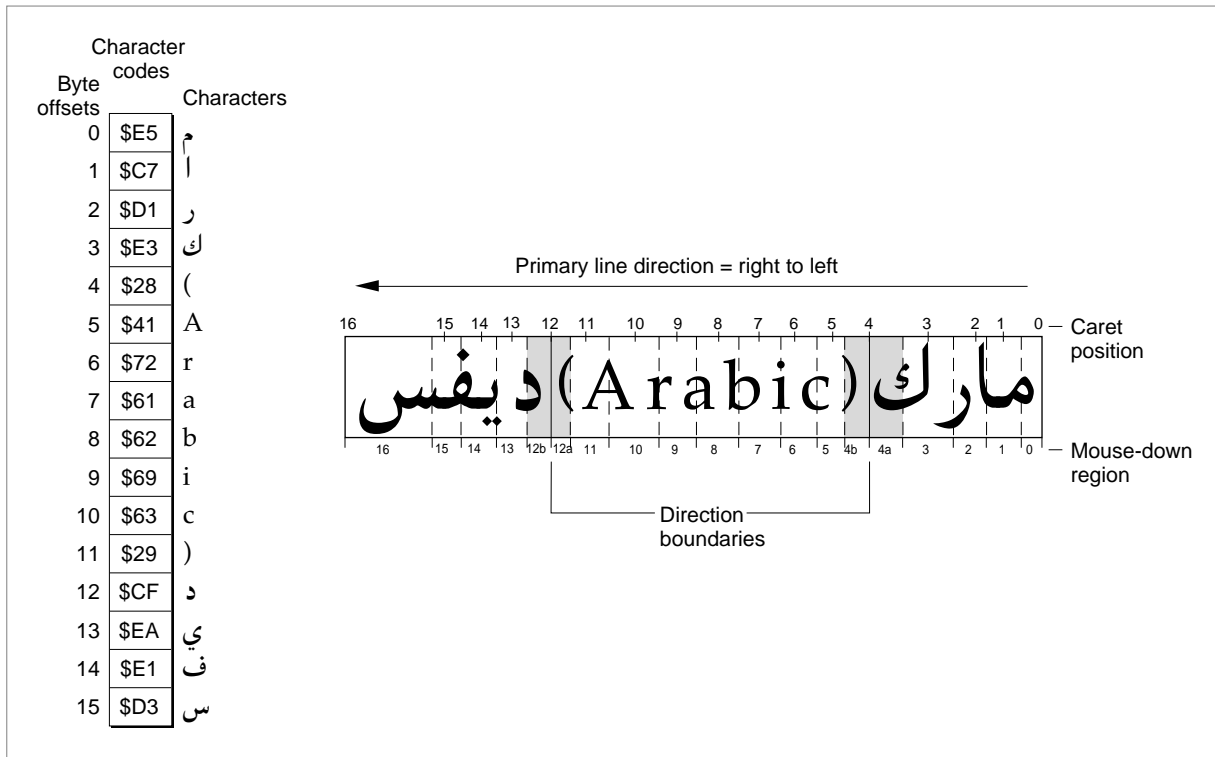 Character
codes
Byte
offsets
Characters
0 $E5 م
1 $C7 ا
2 $D1 ر
3 $E3 ك
4 $28 (
5 $41 A
6 $72 r
7 $61 a
8 $62 b
9 $69 i
10 $63 c
11 $29 )
12 $CF د
13 $EA ي
14 $E1 ف
15 $D3 س
Primary line direction = right to left
16 15 14 13 12 11 10 9 8 7 6 5 4 3 2 1 0
Caret
position
مارك (Arabic) ديفس
16 15 14 13 12b 12a 11 10 9 8 7 6 5 4b 4a 3 2 1 0
Mouse-down
region
Direction
boundaries